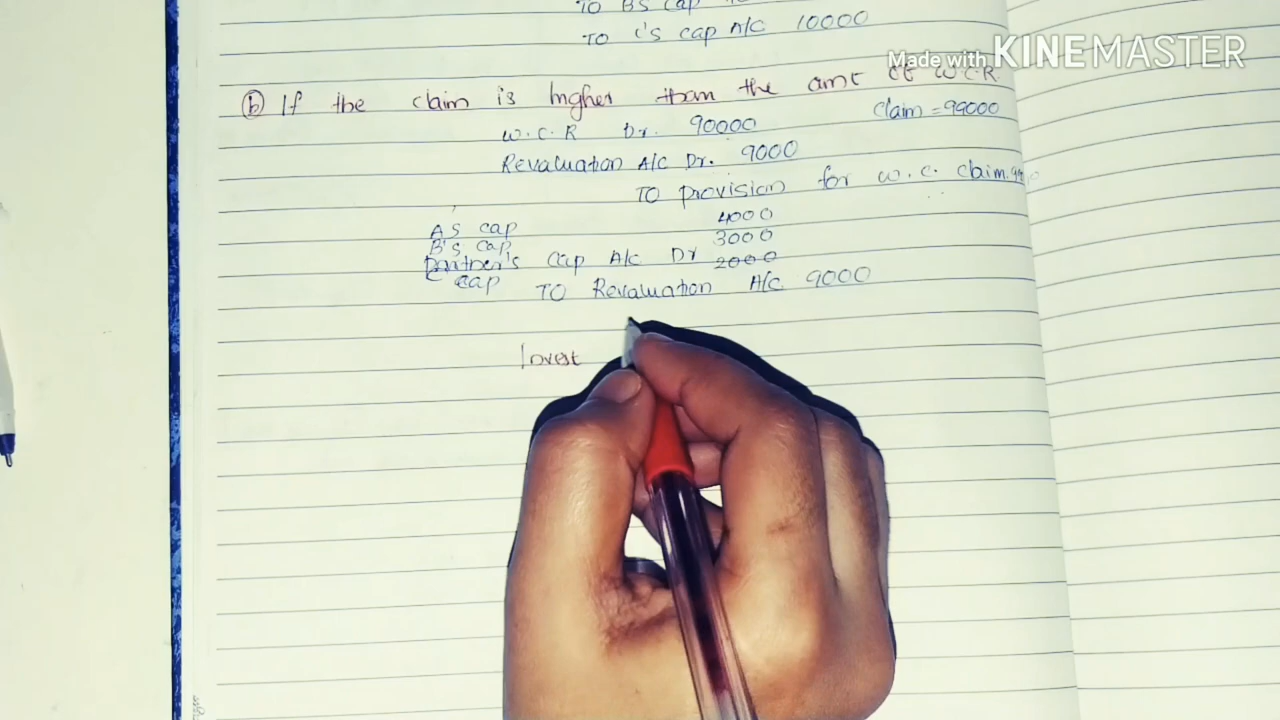 TO B's cap
TO C's cap A/c 10000
Made with KINEMASTER
(b) If the claim is higher than the amt of W.C.R
claim = 99000
W.C.R Dr. 90000
Revaluation A/c Dr. 9000
TO provision for w.c. claim
A's cap 4000
B's cap 3000
Partner's cap A/c Dr 2000
C cap TO Revaluation A/c 9000
Invest